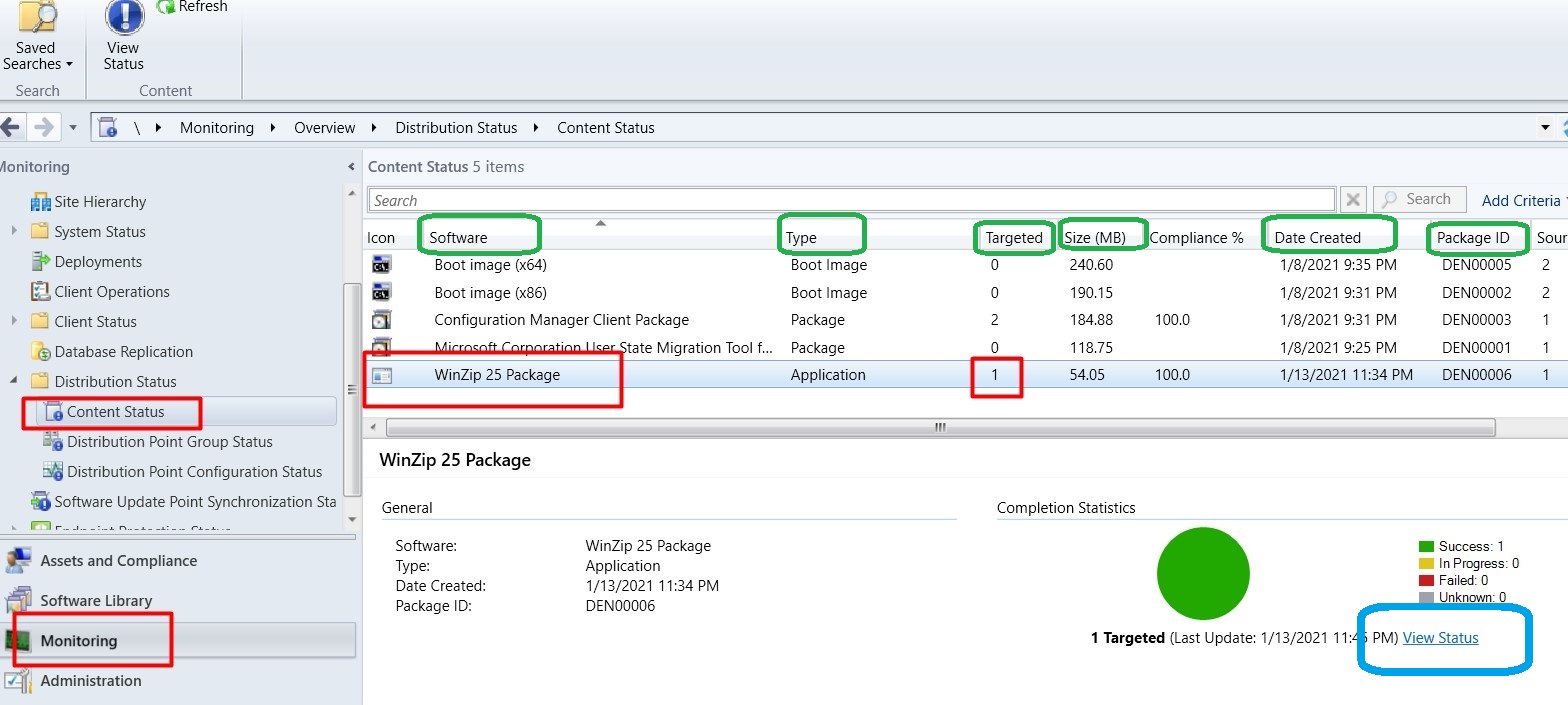 Refresh
Saved
Searches
View
Status
Search
Content
\ Monitoring Overview Distribution Status Content Status
Monitoring
Site Hierarchy
System Status
Deployments
Client Operations
Client Status
Database Replication
Distribution Status
Content Status
Distribution Point Group Status
Distribution Point Configuration Status
Software Update Point Synchronization Sta
Assets and Compliance
Software Library
Monitoring
Administration
Content Status 5 items
Search Search Add Criteria
Icon Software Type Targeted Size (MB) Compliance % Date Created Package ID Sour
Boot image (x64) Boot Image 0 240.60 1/8/2021 9:35 PM DEN00005 2
Boot image (x86) Boot Image 0 190.15 1/8/2021 9:31 PM DEN00002 2
Configuration Manager Client Package Package 2 184.88 100.0 1/8/2021 9:31 PM DEN00003 1
Microsoft Corporation User State Migration Tool f... Package 0 118.75 1/8/2021 9:25 PM DEN00001 1
WinZip 25 Package Application 1 54.05 100.0 1/13/2021 11:34 PM DEN00006 1
WinZip 25 Package
General
Software: WinZip 25 Package
Type: Application
Date Created: 1/13/2021 11:34 PM
Package ID: DEN00006
Completion Statistics
Success: 1
In Progress: 0
Failed: 0
Unknown: 0
1 Targeted (Last Update: 1/13/2021 11:45 PM) View Status